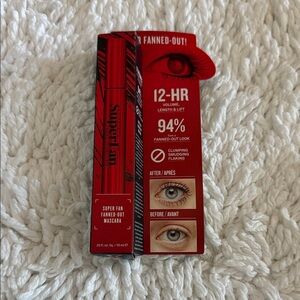 R FANNED-OUT!
SuperFan
12-HR
VOLUME,
LENGTH & LIFT
94%
FANNED-OUT LOOK
CLUMPING
SMUDGING
FLAKING
AFTER / APRÈS
BEFORE / AVANT
SUPER FAN
FANNED-OUT
MASCARA